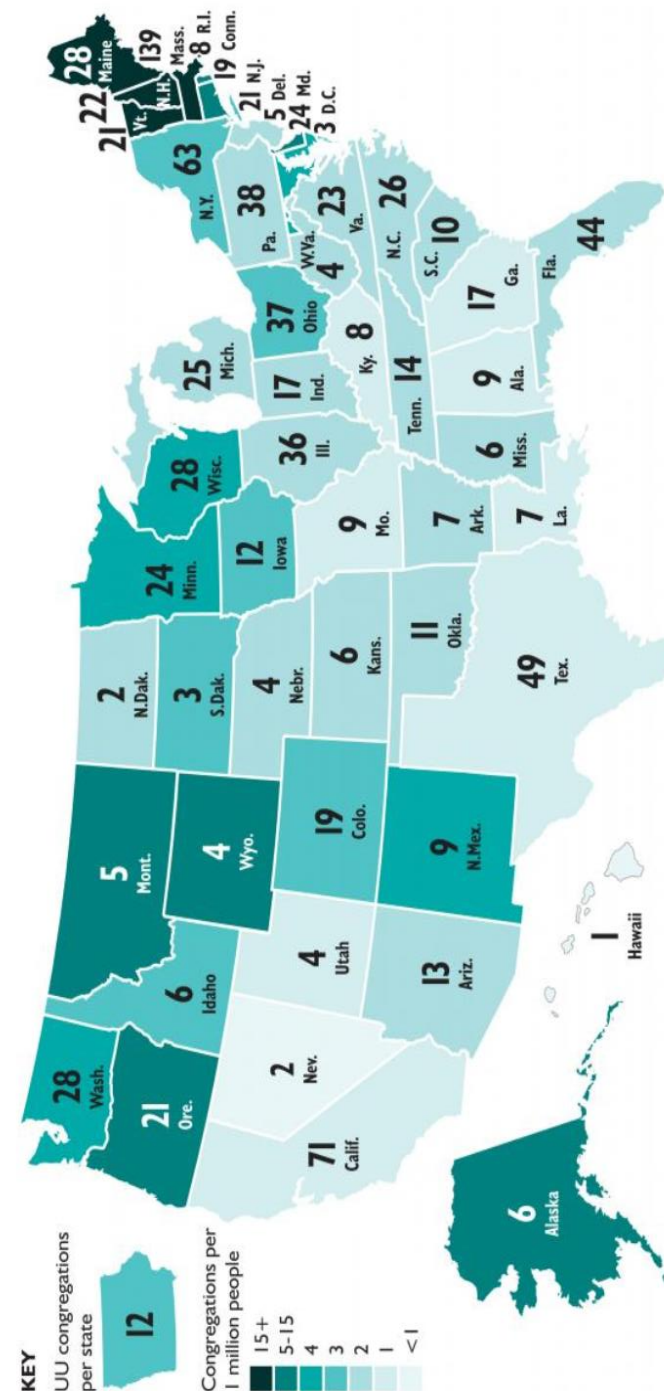 KEY
UU congregations
per state
12
Congregations per
1 million people
15+
5-15
4
3
2
1
<1
28
Wash.
21
Ore.
71
Calif.
2
Nev.
6
Idaho
5
Mont.
4
Wyo.
4
Utah
13
Ariz.
19
Colo.
9
N.Mex.
2
N.Dak.
3
S.Dak.
4
Nebr.
6
Kans.
11
Okla.
49
Tex.
24
Minn.
12
Iowa
9
Mo.
7
Ark.
7
La.
28
Wisc.
36
Ill.
25
Mich.
17
Ind.
37
Ohio
8
Ky.
14
Tenn.
6
Miss.
9
Ala.
17
Ga.
44
Fla.
10
S.C.
26
N.C.
23
Va.
4
W.Va.
38
Pa.
63
N.Y.
21
Vt.
22
N.H.
28
Maine
139
Mass.
8 R.I.
19 Conn.
21 N.J.
5 Del.
24 Md.
3 D.C.
6
Alaska
1
Hawaii